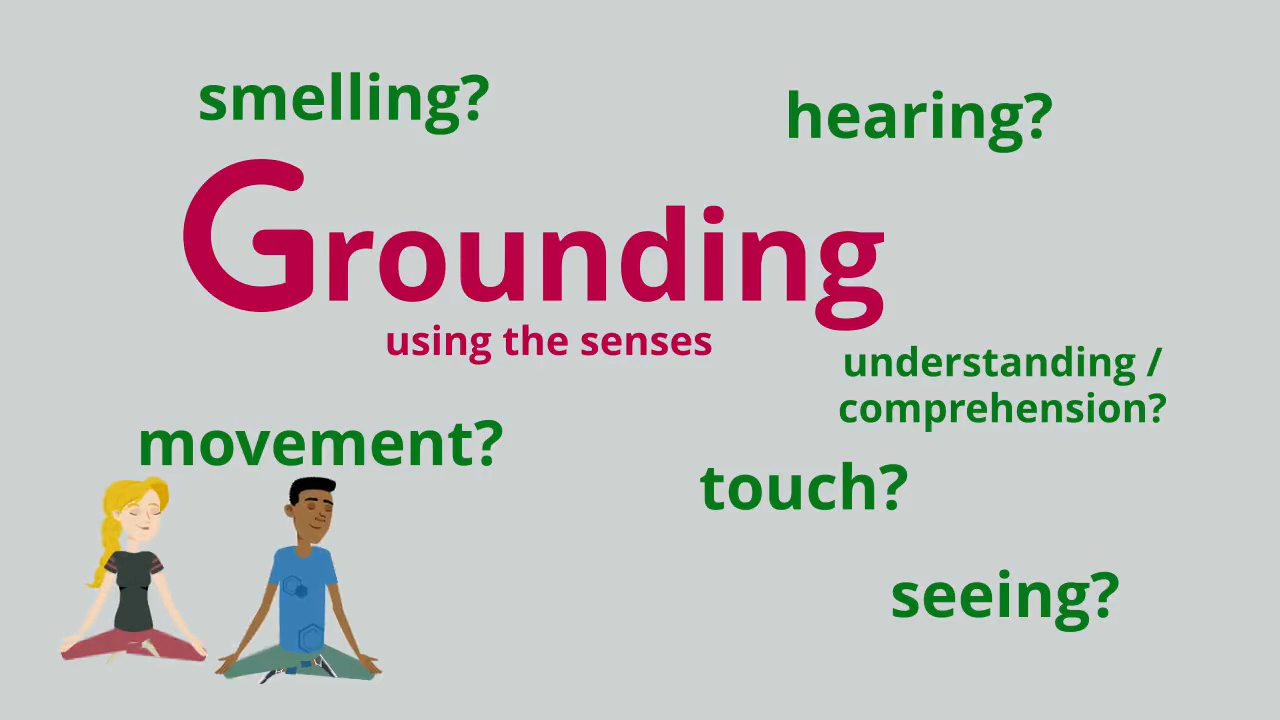 smelling?
hearing?
Grounding
using the senses
understanding /
comprehension?
movement?
touch?
seeing?